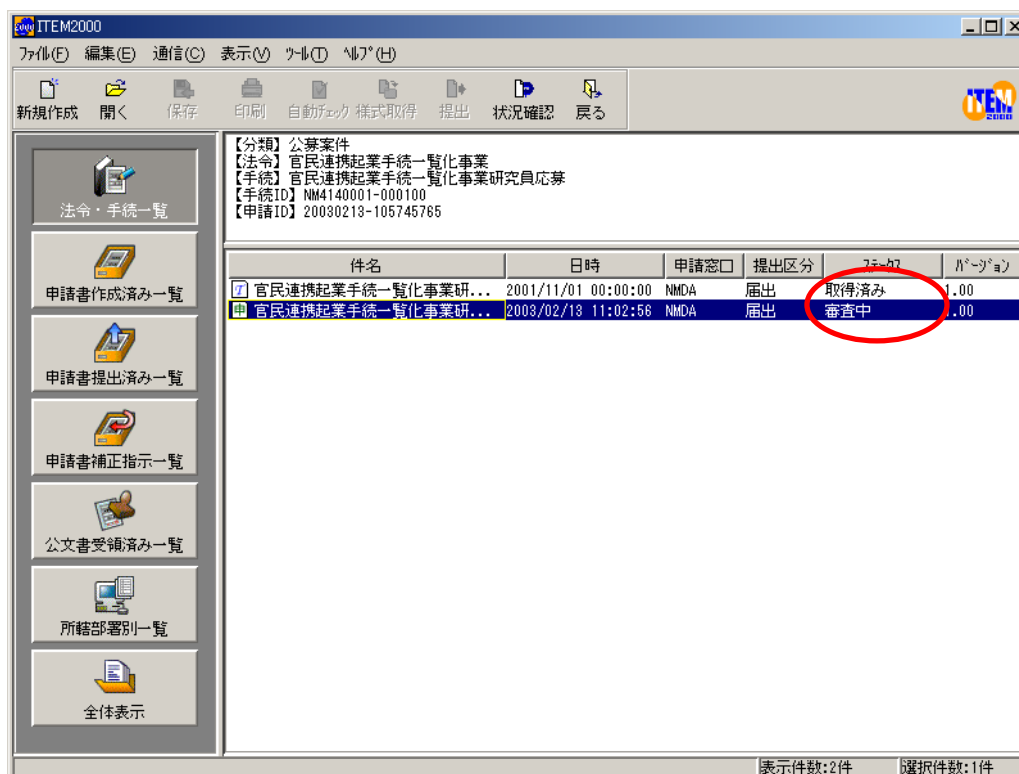 ITEM2000
ﾌｧｲﾙ(F) 編集(E) 通信(C) 表示(V) ﾂｰﾙ(T) ﾍﾙﾌﾟ(H)
新規作成 開く 保存 印刷 自動ﾁｪｯｸ 様式取得 提出 状況確認 戻る
ITEM 2000
【分類】公募案件
【法令】官民連携起業手続一覧化事業
【手続】官民連携起業手続一覧化事業研究員応募
【手続ID】NM4140001-000100
【申請ID】20030213-105745765
法令・手続一覧
申請書作成済み一覧
申請書提出済み一覧
申請書補正指示一覧
公文書受領済み一覧
所轄部署別一覧
全体表示
件名 日時 申請窓口 提出区分 ｽﾃｰﾀｽ ﾊﾞｰｼﾞｮﾝ
官民連携起業手続一覧化事業研... 2001/11/01 00:00:00 NMDA 届出 取得済み 1.00
申 官民連携起業手続一覧化事業研... 2003/02/13 11:02:56 NMDA 届出 審査中 1.00
表示件数:2件 選択件数:1件